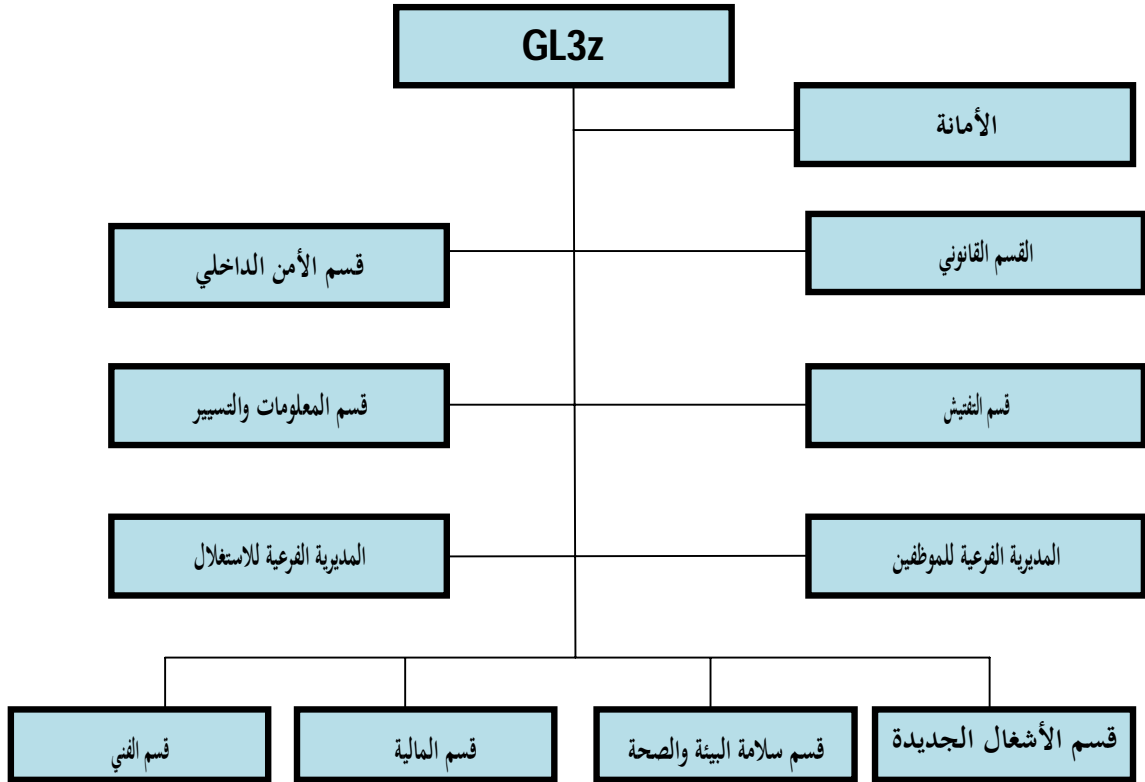 GL3z
الأمانة
القسم القانوني
قسم الأمن الداخلي
قسم التفتيش
قسم المعلومات والتسيير
المديرية الفرعية للموظفين
المديرية الفرعية للاستغلال
قسم الأشغال الجديدة
قسم سلامة البيئة والصحة
قسم المالية
قسم الفني